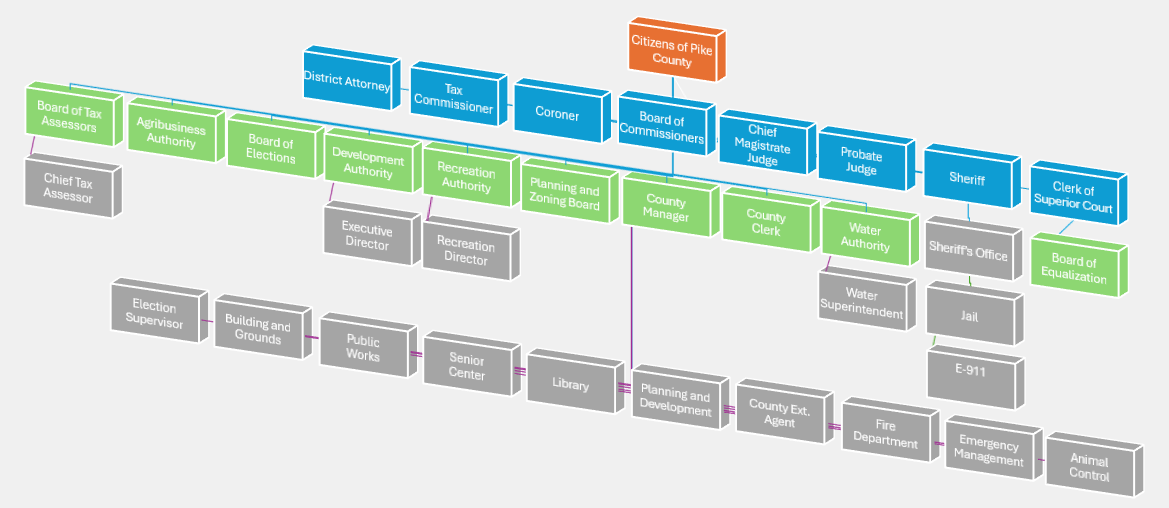 Citizens of Pike
County
District Attorney
Tax
Commissioner
Coroner
Board of
Commissioners
Chief
Magistrate
Judge
Probate
Judge
Sheriff
Clerk of
Superior Court
Board of Tax
Assessors
Agribusiness
Authority
Board of
Elections
Development
Authority
Recreation
Authority
Planning and
Zoning Board
County
Manager
County
Clerk
Water
Authority
Sheriff's Office
Board of
Equalization
Chief Tax
Assessor
Executive
Director
Recreation
Director
Water
Superintendent
Jail
E-911
Election
Supervisor
Building and
Grounds
Public
Works
Senior
Center
Library
Planning and
Development
County Ext.
Agent
Fire
Department
Emergency
Management
Animal
Control